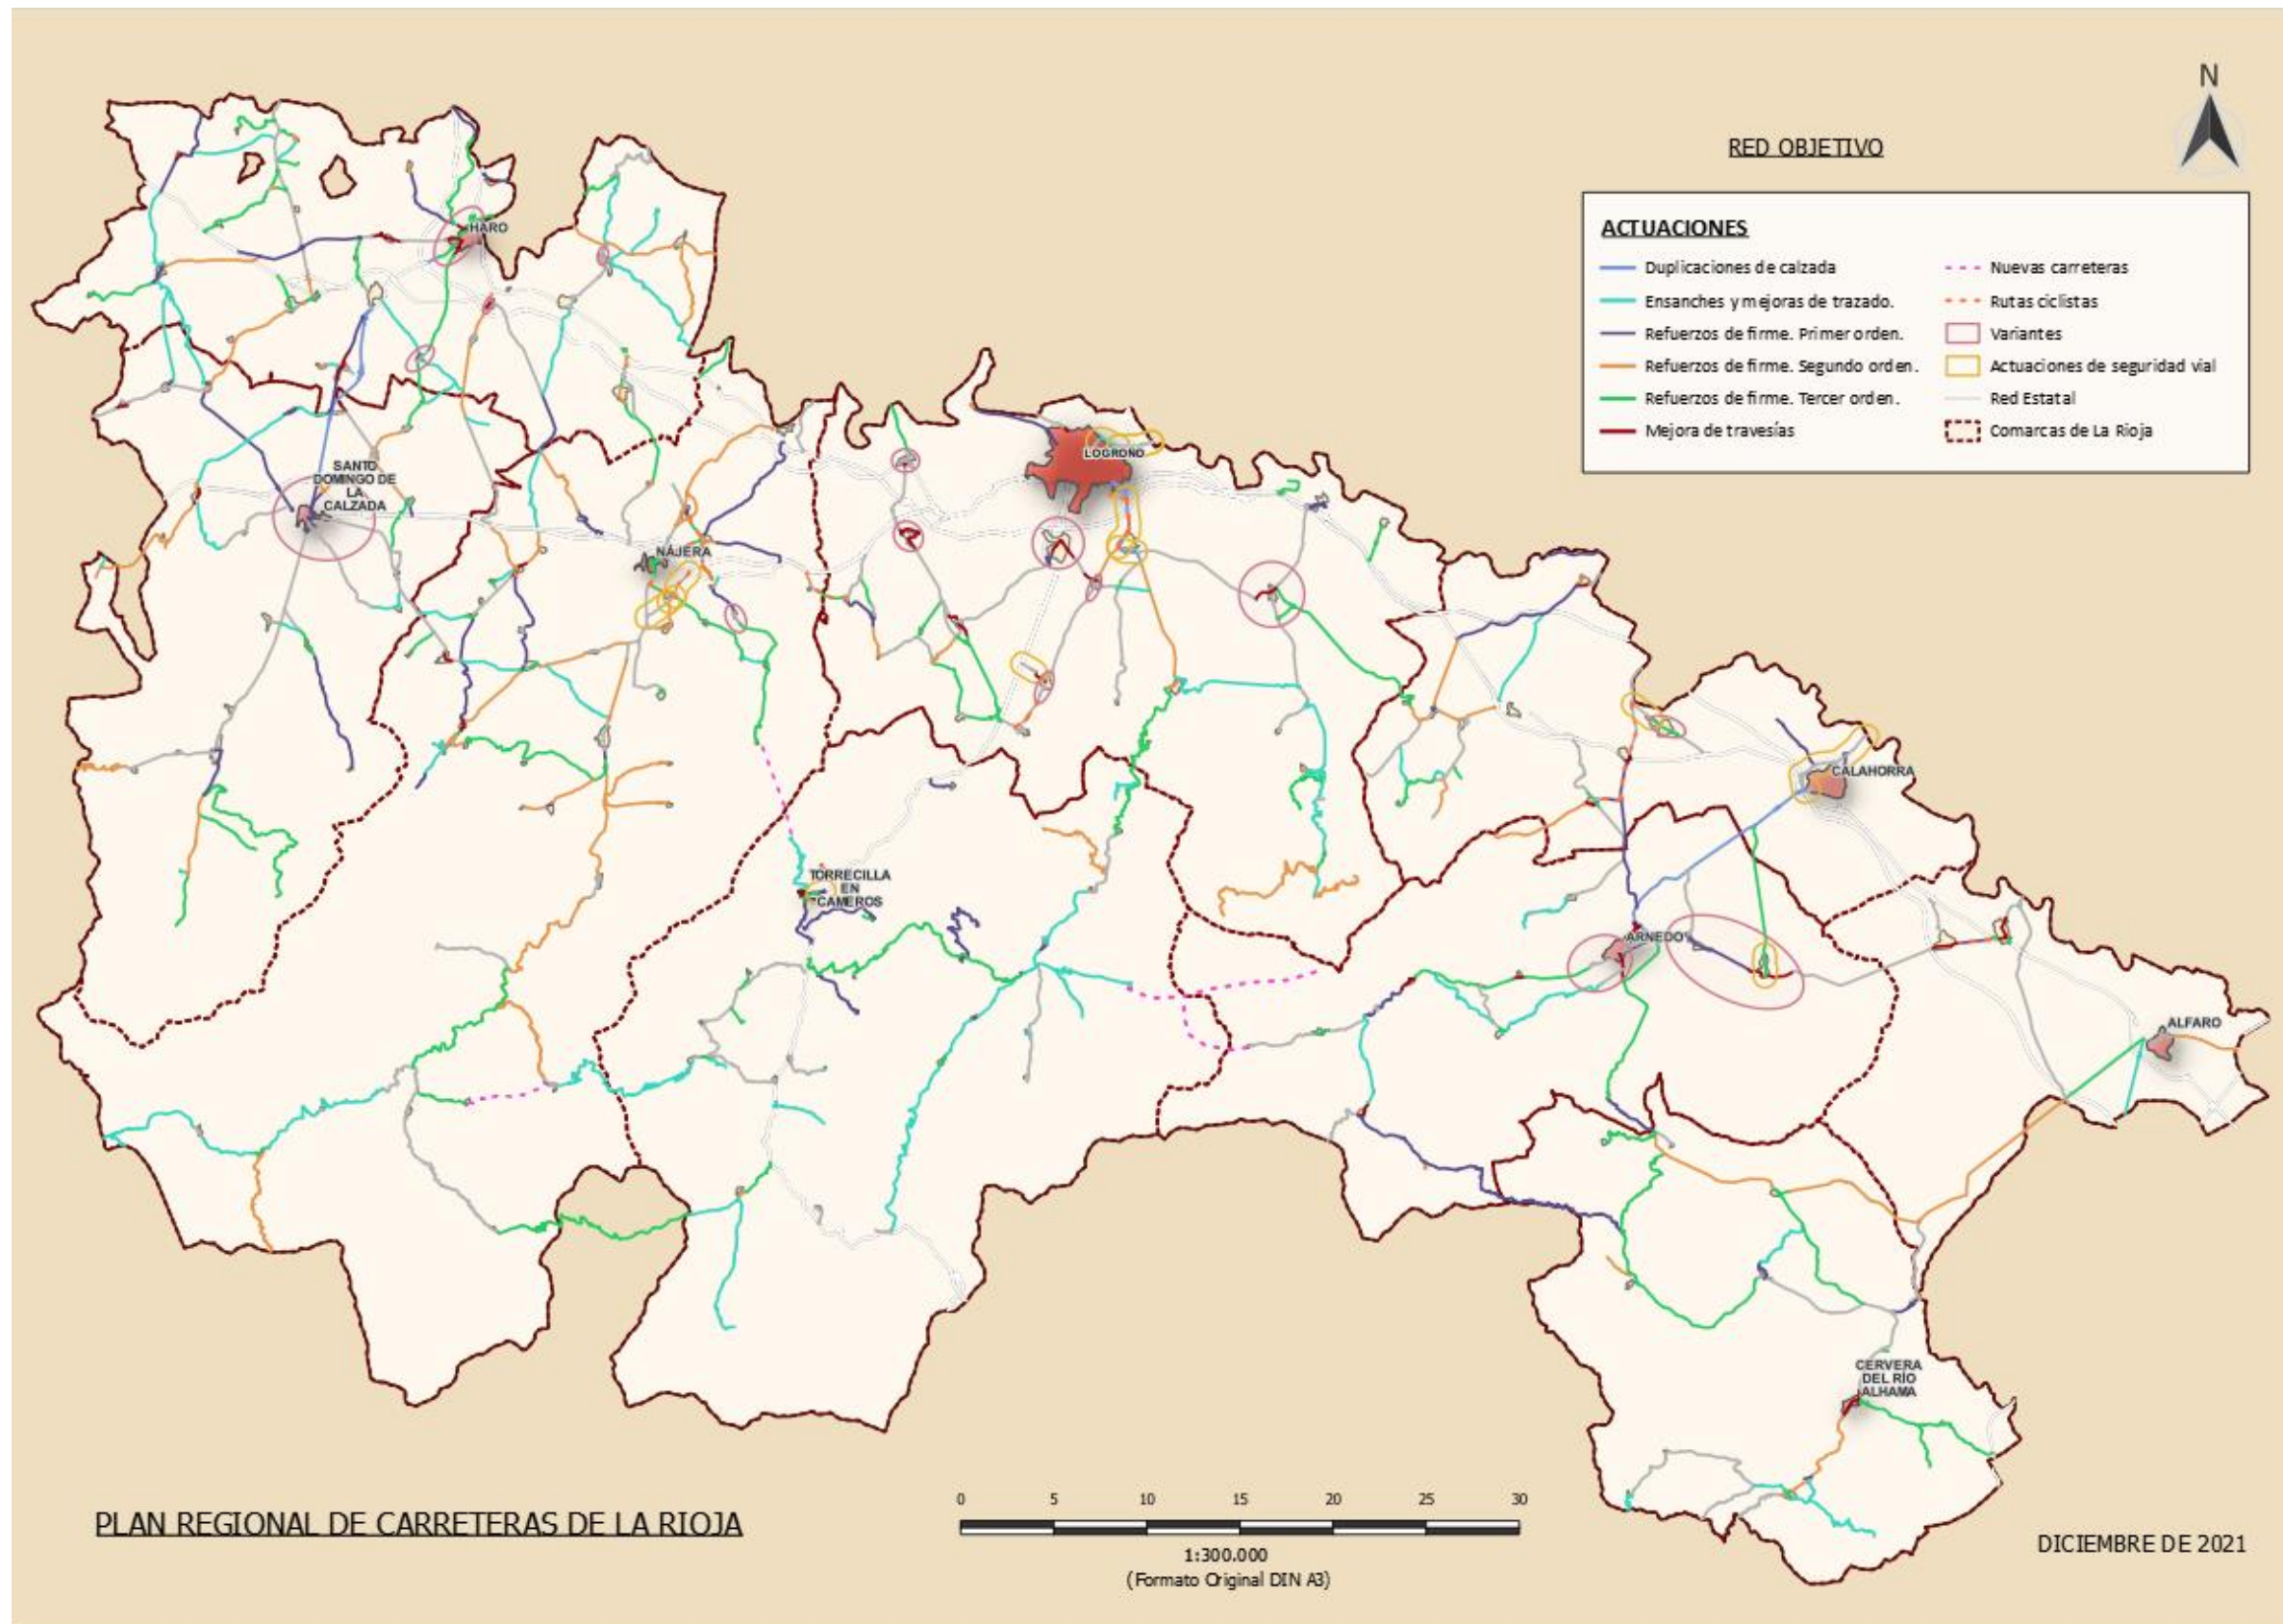 N
RED OBJETIVO
ACTUACIONES
Duplicaciones de calzada
Ensanches y mejoras de trazado.
Refuerzos de firme. Primer orden.
Refuerzos de firme. Segundo orden.
Refuerzos de firme. Tercer orden.
Mejora de travesías
Nuevas carreteras
Rutas ciclistas
Variantes
Actuaciones de seguridad vial
Red Estatal
Comarcas de La Rioja
HARO
LOGROÑO
SANTO
DOMINGO DE
LA
CALZADA
NÁJERA
CALAHORRA
TORRECILLA
EN
CAMEROS
ARNEDO
ALFARO
CERVERA
DEL RÍO
ALHAMA
PLAN REGIONAL DE CARRETERAS DE LA RIOJA
0 5 10 15 20 25 30
1:300.000
(Formato Original DIN A3)
DICIEMBRE DE 2021